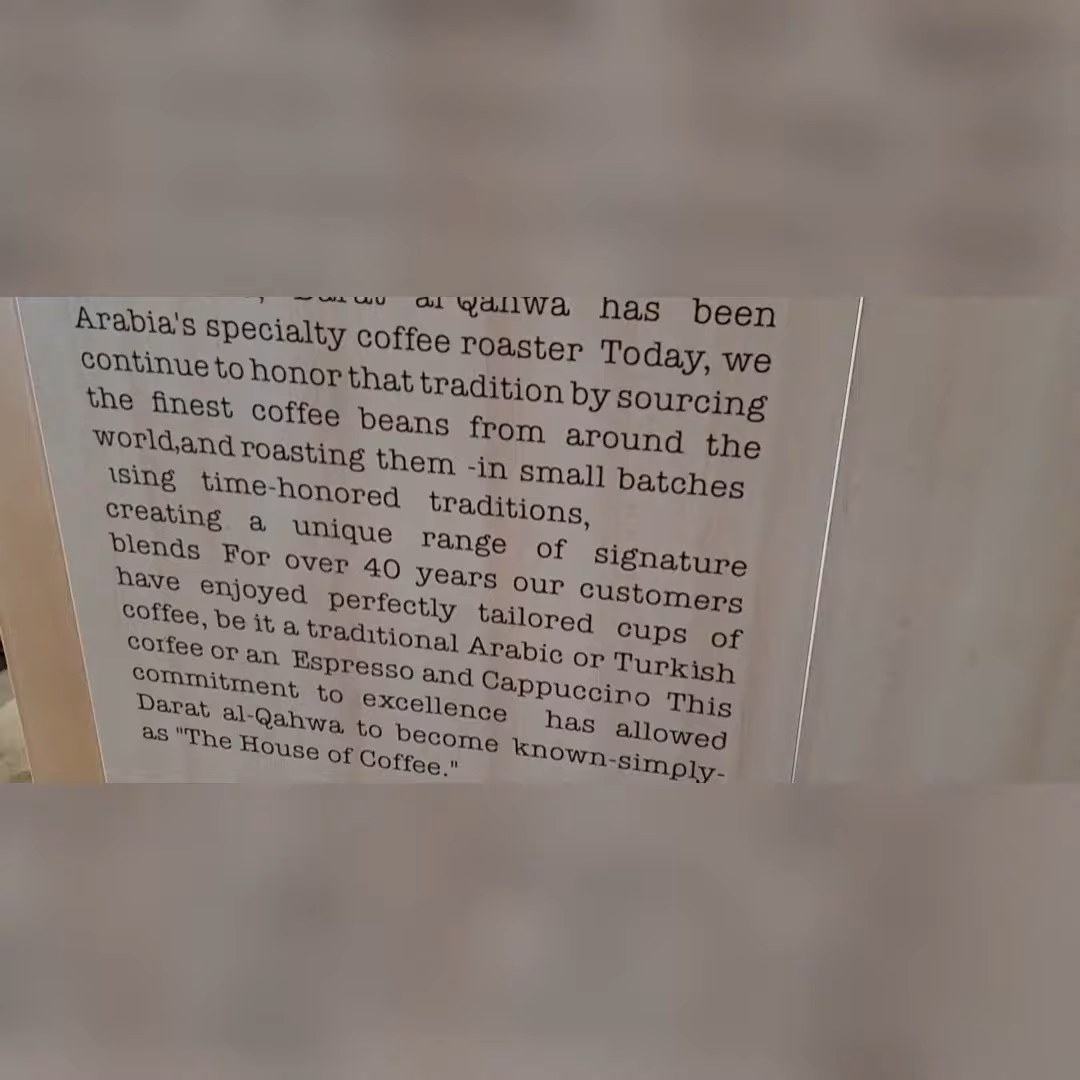 Darat al Qahwa has been
Arabia's specialty coffee roaster Today, we
continue to honor that tradition by sourcing
the finest coffee beans from around the
world,and roasting them -in small batches
ısing time-honored traditions,
creating a unique range of signature
blends For over 40 years our customers
have enjoyed perfectly tailored cups of
coffee, be it a tradıtional Arabic or Turkish
coffee or an Espresso and Cappuccino This
commitment to excellence has allowed
Darat al-Qahwa to become known-simply-
as "The House of Coffee."